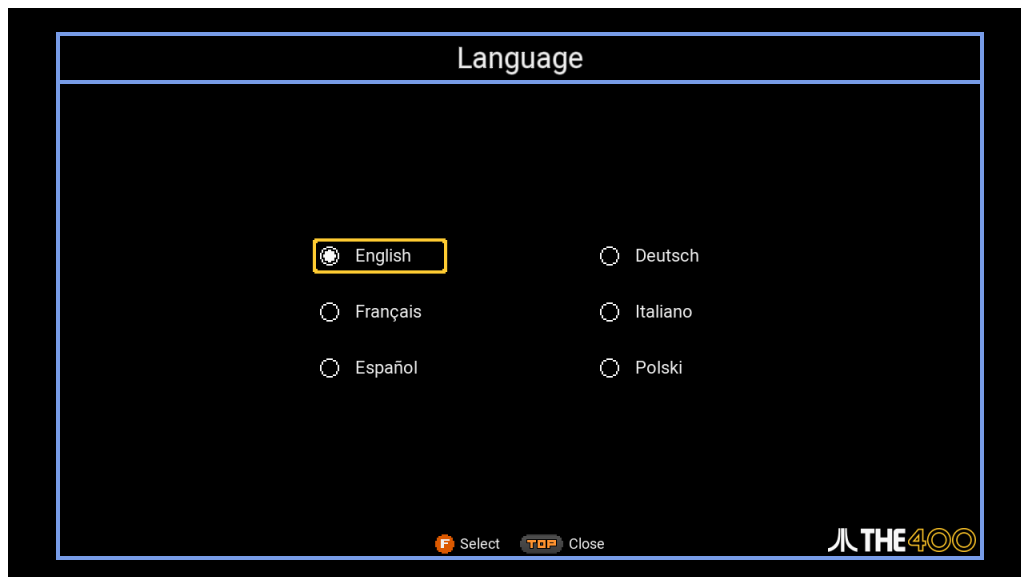 Language
English
Deutsch
Français
Italiano
Español
Polski
F Select TOP Close
THE400